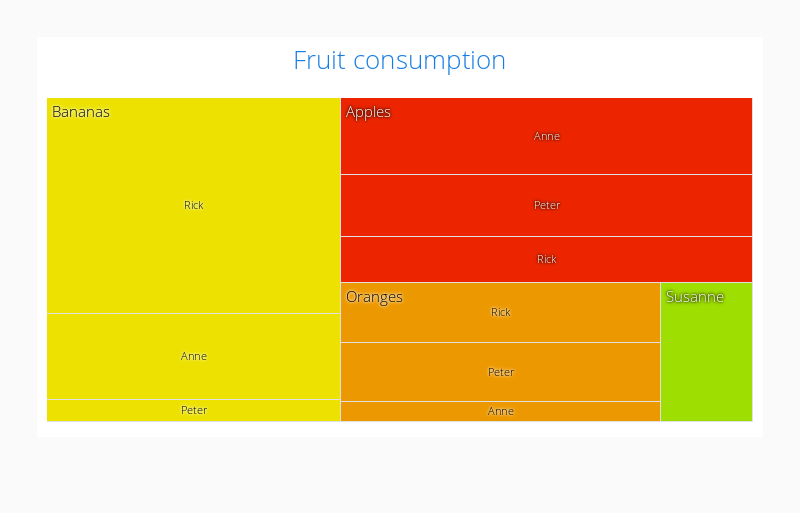 Fruit consumption
Bananas
Rick
Anne
Peter
Apples
Anne
Peter
Rick
Oranges
Rick
Peter
Anne
Susanne